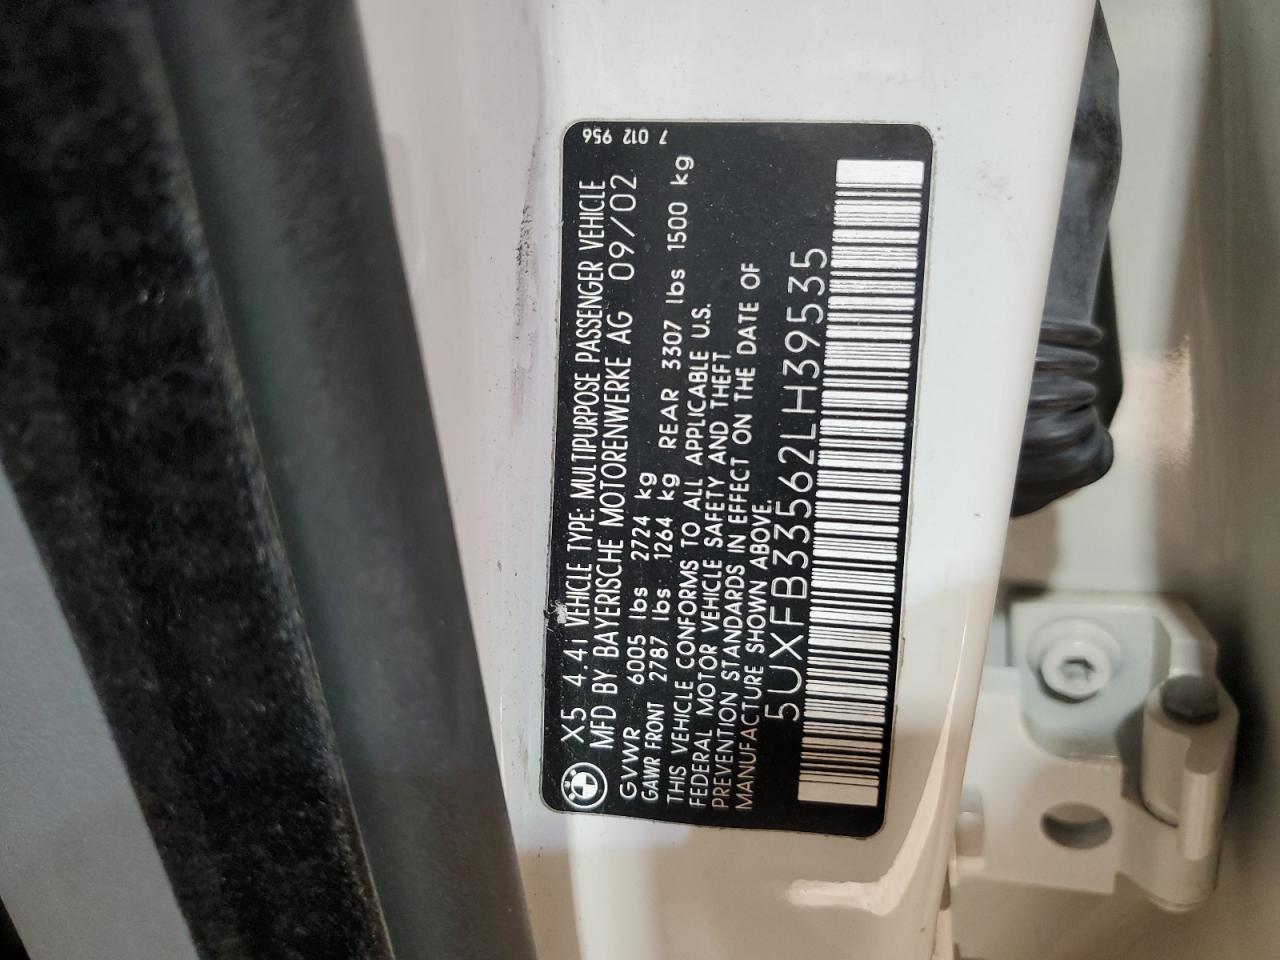 X5 4.4i VEHICLE TYPE: MULTIPURPOSE PASSENGER VEHICLE
MFD BY BAYERISCHE MOTORENWERKE AG 09/02
GVWR 6005 lbs 2724 kg
GAWR FRONT 2787 lbs 1264 kg REAR 3307 lbs 1500 kg
THIS VEHICLE CONFORMS TO ALL APPLICABLE U.S.
FEDERAL MOTOR VEHICLE SAFETY AND THEFT
PREVENTION STANDARDS IN EFFECT ON THE DATE OF
MANUFACTURE SHOWN ABOVE.
5UXFB33562LH39535
7 012 956